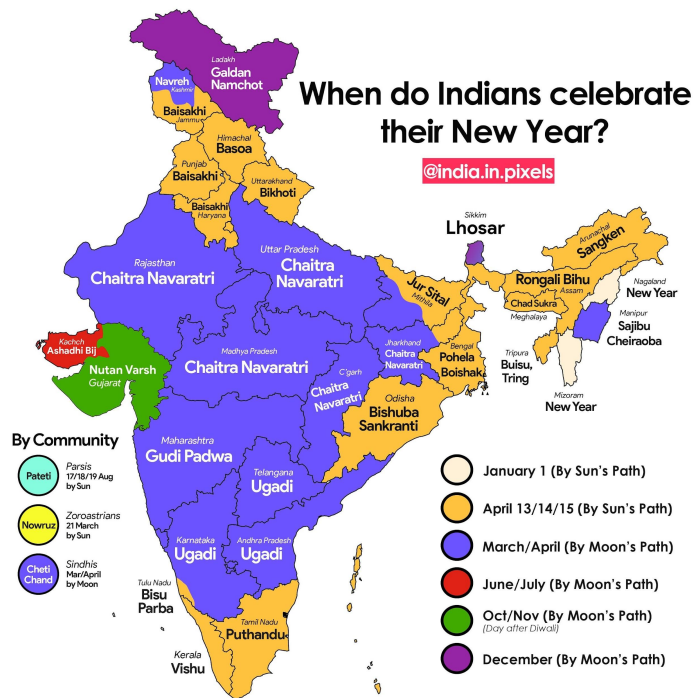 When do Indians celebrate
their New Year?
@india.in.pixels
Ladakh
Galdan
Namchot
Navreh
Kashmir
Baisakhi
Jammu
Himachal
Basoa
Punjab
Baisakhi
Uttarakhand
Bikhoti
Baisakhi
Haryana
Rajasthan
Chaitra Navaratri
Uttar Pradesh
Chaitra
Navaratri
Sikkim
Lhosar
Arunachal
Sangken
Jur Sital
Mithila
Rongali Bihu
Assam
Nagaland
New Year
Chad Sukra
Meghalaya
Manipur
Sajibu
Cheiraoba
Kachch
Ashadhi Bij
Nutan Varsh
Gujarat
Madhya Pradesh
Chaitra Navaratri
Jharkhand
Chaitra
Navaratri
Bengal
Pohela
Boishak
Tripura
Buisu,
Tring
Mizoram
New Year
C'garh
Chaitra
Navaratri
Odisha
Bishuba
Sankranti
Maharashtra
Gudi Padwa
Telangana
Ugadi
Karnataka
Ugadi
Andhra Pradesh
Ugadi
Tulu Nadu
Bisu
Parba
Tamil Nadu
Puthandu
Kerala
Vishu
By Community
Pateti
Parsis
17/18/19 Aug
by Sun
Nowruz
Zoroastrians
21 March
by Sun
Cheti
Chand
Sindhis
Mar/April
by Moon
January 1 (By Sun's Path)
April 13/14/15 (By Sun's Path)
March/April (By Moon's Path)
June/July (By Moon's Path)
Oct/Nov (By Moon's Path)
(Day after Diwali)
December (By Moon's Path)